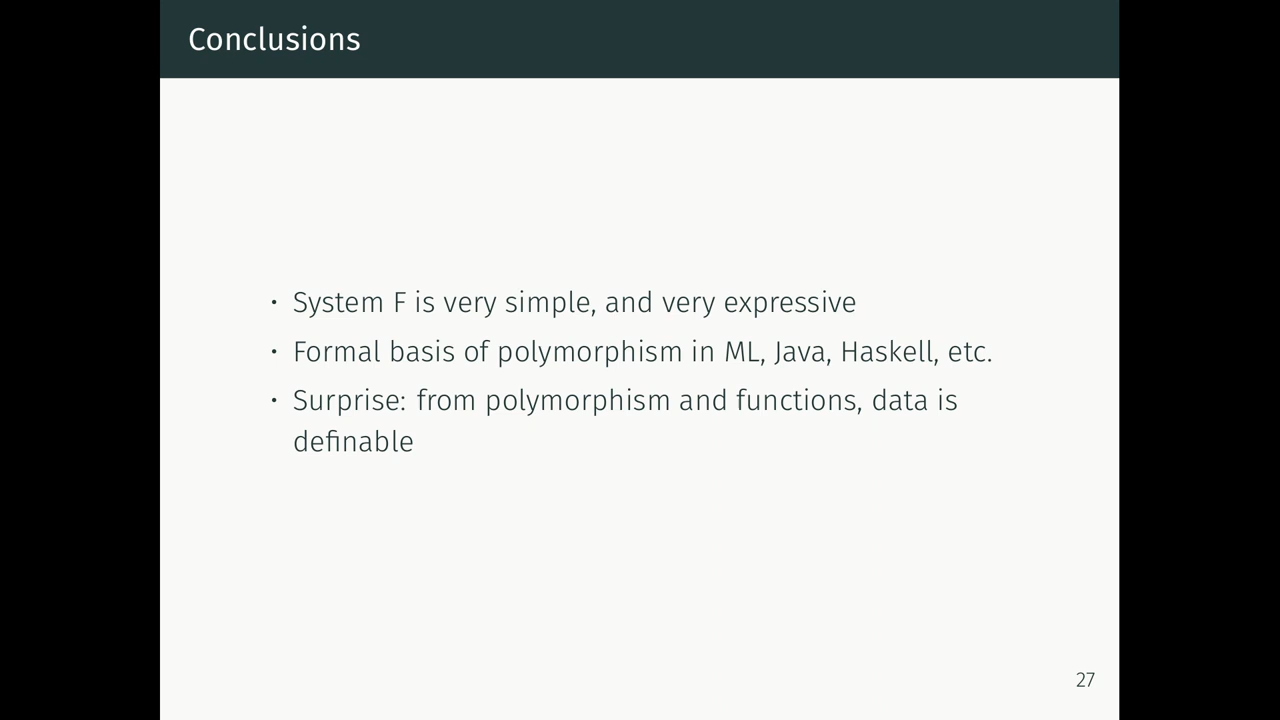 Conclusions
• System F is very simple, and very expressive
• Formal basis of polymorphism in ML, Java, Haskell, etc.
• Surprise: from polymorphism and functions, data is
definable
27